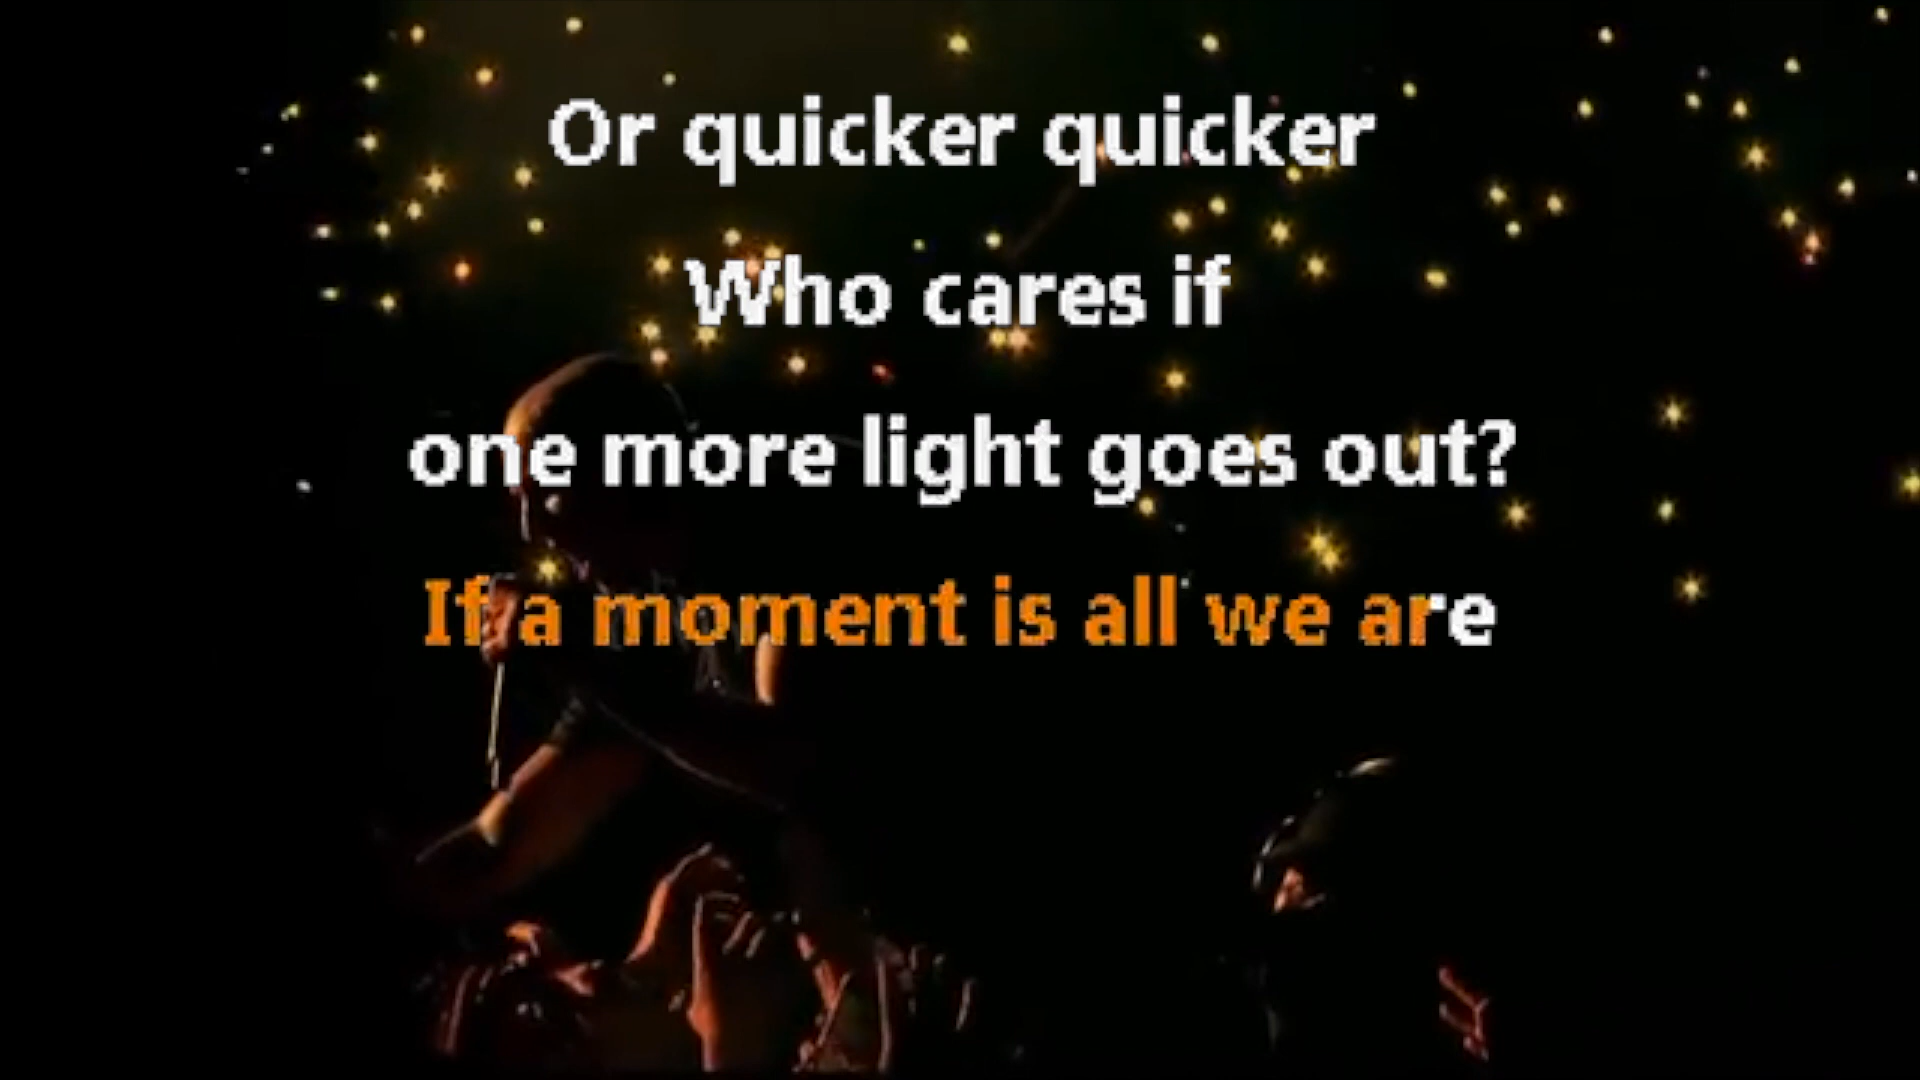 Or quicker quicker
Who cares if
one more light goes out?
If a moment is all we are